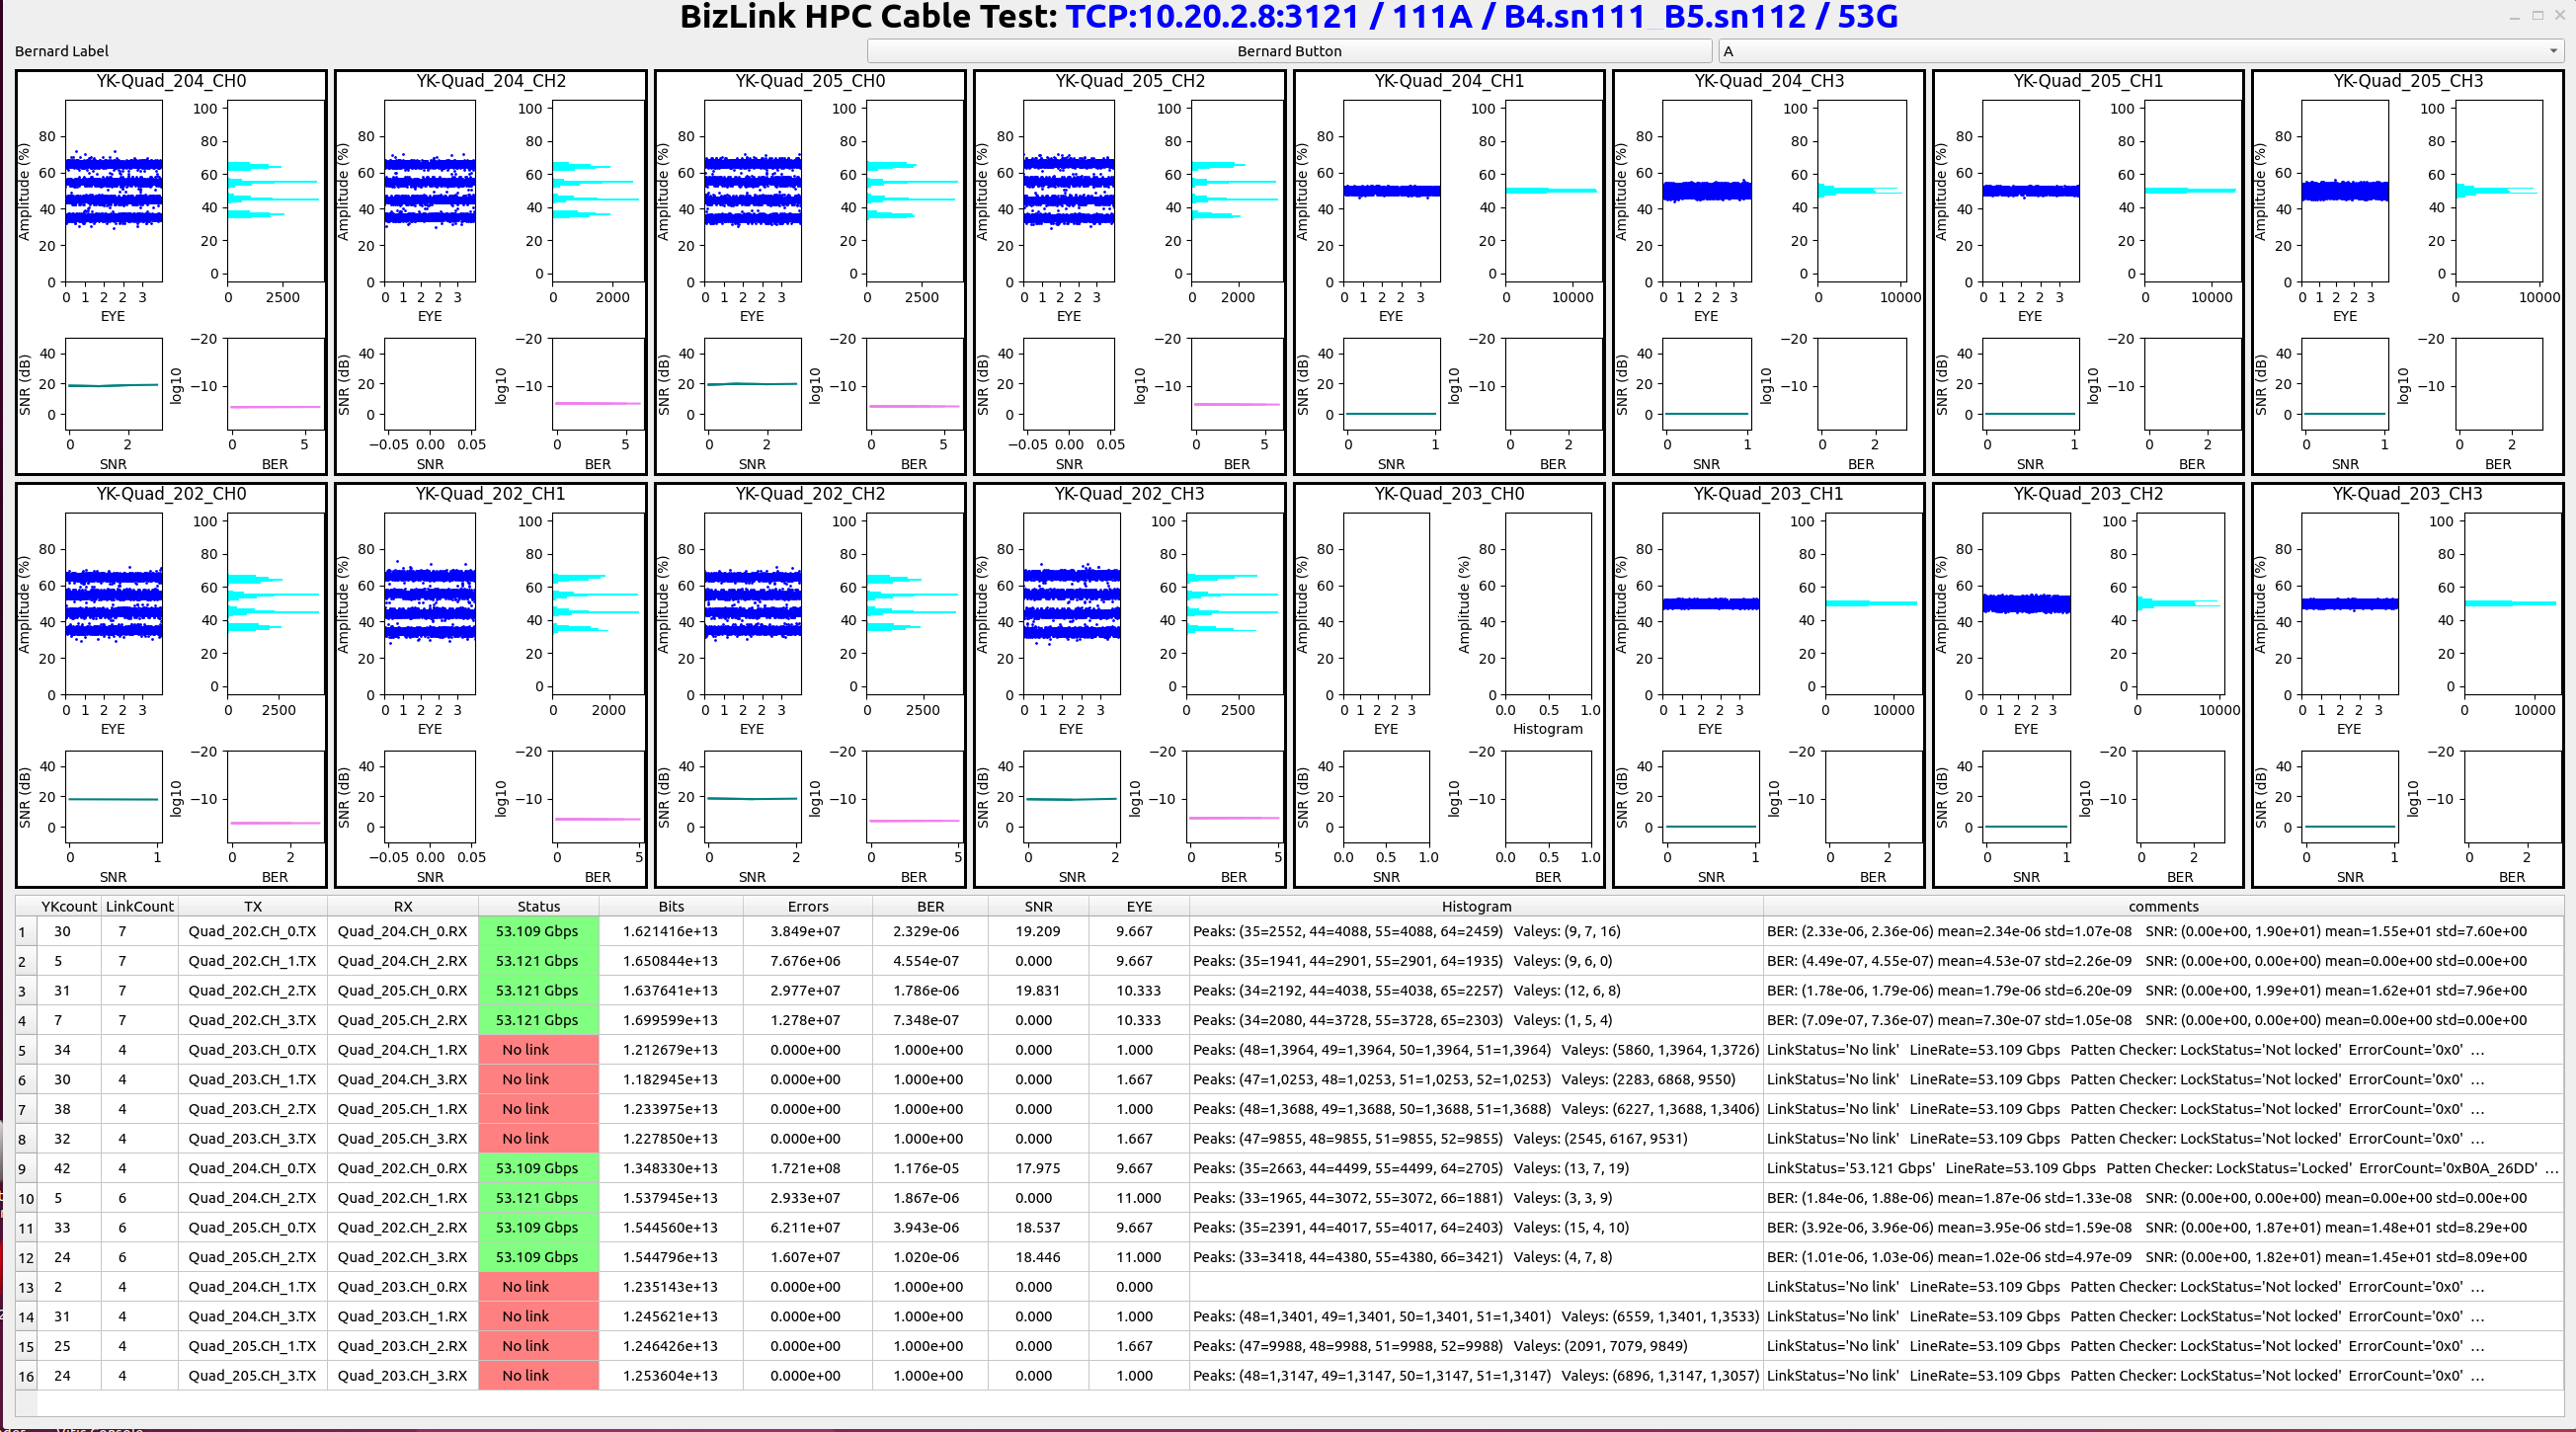 BizLink HPC Cable Test: TCP:10.20.2.8:3121 / 111A / B4.sn111_B5.sn112 / 53G
Bernard Label Bernard Button A
YK-Quad_204_CH0 YK-Quad_204_CH2 YK-Quad_205_CH0 YK-Quad_205_CH2 YK-Quad_204_CH1 YK-Quad_204_CH3 YK-Quad_205_CH1 YK-Quad_205_CH3
YK-Quad_202_CH0 YK-Quad_202_CH1 YK-Quad_202_CH2 YK-Quad_202_CH3 YK-Quad_203_CH0 YK-Quad_203_CH1 YK-Quad_203_CH2 YK-Quad_203_CH3
YKcount LinkCount TX RX Status Bits Errors BER SNR EYE Histogram comments
1 30 7 Quad_202.CH_0.TX Quad_204.CH_0.RX 53.109 Gbps 1.621416e+13 3.849e+07 2.329e-06 19.209 9.667 Peaks: (35=2552, 44=4088, 55=4088, 64=2459) Valeys: (9, 7, 16) BER: (2.33e-06, 2.36e-06) mean=2.34e-06 std=1.07e-08 SNR: (0.00e+00, 1.90e+01) mean=1.55e+01 std=7.60e+00
2 5 7 Quad_202.CH_1.TX Quad_204.CH_2.RX 53.121 Gbps 1.650844e+13 7.676e+06 4.554e-07 0.000 9.667 Peaks: (35=1941, 44=2901, 55=2901, 64=1935) Valeys: (9, 6, 0) BER: (4.49e-07, 4.55e-07) mean=4.53e-07 std=2.26e-09 SNR: (0.00e+00, 0.00e+00) mean=0.00e+00 std=0.00e+00
3 31 7 Quad_202.CH_2.TX Quad_205.CH_0.RX 53.121 Gbps 1.637641e+13 2.977e+07 1.786e-06 19.831 10.333 Peaks: (34=2192, 44=4038, 55=4038, 65=2257) Valeys: (12, 6, 8) BER: (1.78e-06, 1.79e-06) mean=1.79e-06 std=6.20e-09 SNR: (0.00e+00, 1.99e+01) mean=1.62e+01 std=7.96e+00
4 7 7 Quad_202.CH_3.TX Quad_205.CH_2.RX 53.121 Gbps 1.699599e+13 1.278e+07 7.348e-07 0.000 10.333 Peaks: (34=2080, 44=3728, 55=3728, 65=2303) Valeys: (1, 5, 4) BER: (7.09e-07, 7.36e-07) mean=7.30e-07 std=1.05e-08 SNR: (0.00e+00, 0.00e+00) mean=0.00e+00 std=0.00e+00
5 34 4 Quad_203.CH_0.TX Quad_204.CH_1.RX No link 1.212679e+13 0.000e+00 1.000e+00 0.000 1.000 Peaks: (48=1,3964, 49=1,3964, 50=1,3964, 51=1,3964) Valeys: (5860, 1,3964, 1,3726) LinkStatus='No link' LineRate=53.109 Gbps Patten Checker: LockStatus='Not locked' ErrorCount='0x0' ...
6 30 4 Quad_203.CH_1.TX Quad_204.CH_3.RX No link 1.182945e+13 0.000e+00 1.000e+00 0.000 1.667 Peaks: (47=1,0253, 48=1,0253, 51=1,0253, 52=1,0253) Valeys: (2283, 6868, 9550) LinkStatus='No link' LineRate=53.109 Gbps Patten Checker: LockStatus='Not locked' ErrorCount='0x0' ...
7 38 4 Quad_203.CH_2.TX Quad_205.CH_1.RX No link 1.233975e+13 0.000e+00 1.000e+00 0.000 1.000 Peaks: (48=1,3688, 49=1,3688, 50=1,3688, 51=1,3688) Valeys: (6227, 1,3688, 1,3406) LinkStatus='No link' LineRate=53.109 Gbps Patten Checker: LockStatus='Not locked' ErrorCount='0x0' ...
8 32 4 Quad_203.CH_3.TX Quad_205.CH_3.RX No link 1.227850e+13 0.000e+00 1.000e+00 0.000 1.667 Peaks: (47=9855, 48=9855, 51=9855, 52=9855) Valeys: (2545, 6167, 9531) LinkStatus='No link' LineRate=53.109 Gbps Patten Checker: LockStatus='Not locked' ErrorCount='0x0' ...
9 42 4 Quad_204.CH_0.TX Quad_202.CH_0.RX 53.109 Gbps 1.348330e+13 1.721e+08 1.176e-05 17.975 9.667 Peaks: (35=2663, 44=4499, 55=4499, 64=2705) Valeys: (13, 7, 19) LinkStatus='53.121 Gbps' LineRate=53.109 Gbps Patten Checker: LockStatus='Locked' ErrorCount='0xB0A_26DD' ...
10 5 6 Quad_204.CH_2.TX Quad_202.CH_1.RX 53.121 Gbps 1.537945e+13 2.933e+07 1.867e-06 0.000 11.000 Peaks: (33=1965, 44=3072, 55=3072, 66=1881) Valeys: (3, 3, 9) BER: (1.84e-06, 1.88e-06) mean=1.87e-06 std=1.33e-08 SNR: (0.00e+00, 0.00e+00) mean=0.00e+00 std=0.00e+00
11 33 6 Quad_205.CH_0.TX Quad_202.CH_2.RX 53.109 Gbps 1.544560e+13 6.211e+07 3.943e-06 18.537 9.667 Peaks: (35=2391, 44=4017, 55=4017, 64=2403) Valeys: (15, 4, 10) BER: (3.92e-06, 3.96e-06) mean=3.95e-06 std=1.59e-08 SNR: (0.00e+00, 1.87e+01) mean=1.48e+01 std=8.29e+00
12 24 6 Quad_205.CH_2.TX Quad_202.CH_3.RX 53.109 Gbps 1.544796e+13 1.607e+07 1.020e-06 18.446 11.000 Peaks: (33=3418, 44=4380, 55=4380, 66=3421) Valeys: (4, 7, 8) BER: (1.01e-06, 1.03e-06) mean=1.02e-06 std=4.97e-09 SNR: (0.00e+00, 1.82e+01) mean=1.45e+01 std=8.09e+00
13 2 4 Quad_204.CH_1.TX Quad_203.CH_0.RX No link 1.235143e+13 0.000e+00 1.000e+00 0.000 0.000 LinkStatus='No link' LineRate=53.109 Gbps Patten Checker: LockStatus='Not locked' ErrorCount='0x0' ...
14 31 4 Quad_204.CH_3.TX Quad_203.CH_1.RX No link 1.245621e+13 0.000e+00 1.000e+00 0.000 1.000 Peaks: (48=1,3401, 49=1,3401, 50=1,3401, 51=1,3401) Valeys: (6559, 1,3401, 1,3533) LinkStatus='No link' LineRate=53.109 Gbps Patten Checker: LockStatus='Not locked' ErrorCount='0x0' ...
15 25 4 Quad_205.CH_1.TX Quad_203.CH_2.RX No link 1.246426e+13 0.000e+00 1.000e+00 0.000 1.667 Peaks: (47=9988, 48=9988, 51=9988, 52=9988) Valeys: (2091, 7079, 9849) LinkStatus='No link' LineRate=53.109 Gbps Patten Checker: LockStatus='Not locked' ErrorCount='0x0' ...
16 24 4 Quad_205.CH_3.TX Quad_203.CH_3.RX No link 1.253604e+13 0.000e+00 1.000e+00 0.000 1.000 Peaks: (48=1,3147, 49=1,3147, 50=1,3147, 51=1,3147) Valeys: (6896, 1,3147, 1,3057) LinkStatus='No link' LineRate=53.109 Gbps Patten Checker: LockStatus='Not locked' ErrorCount='0x0' ...